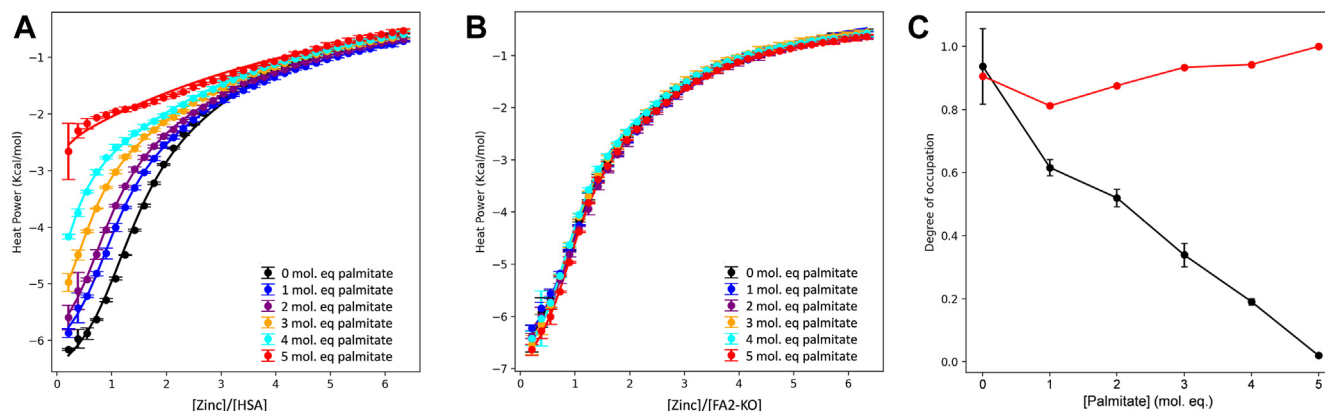 A
Heat Power (Kcal/mol)
−1
−2
−3
−4
−5
−6
0 mol. eq palmitate
1 mol. eq palmitate
2 mol. eq palmitate
3 mol. eq palmitate
4 mol. eq palmitate
5 mol. eq palmitate
0 1 2 3 4 5 6
[Zinc]/[HSA]
B
Heat Power (Kcal/mol)
−1
−2
−3
−4
−5
−6
−7
0 mol. eq palmitate
1 mol. eq palmitate
2 mol. eq palmitate
3 mol. eq palmitate
4 mol. eq palmitate
5 mol. eq palmitate
0 1 2 3 4 5 6
[Zinc]/[FA2-KO]
C
Degree of occupation
1.0
0.8
0.6
0.4
0.2
0.0
0 1 2 3 4 5
[Palmitate] (mol. eq.)